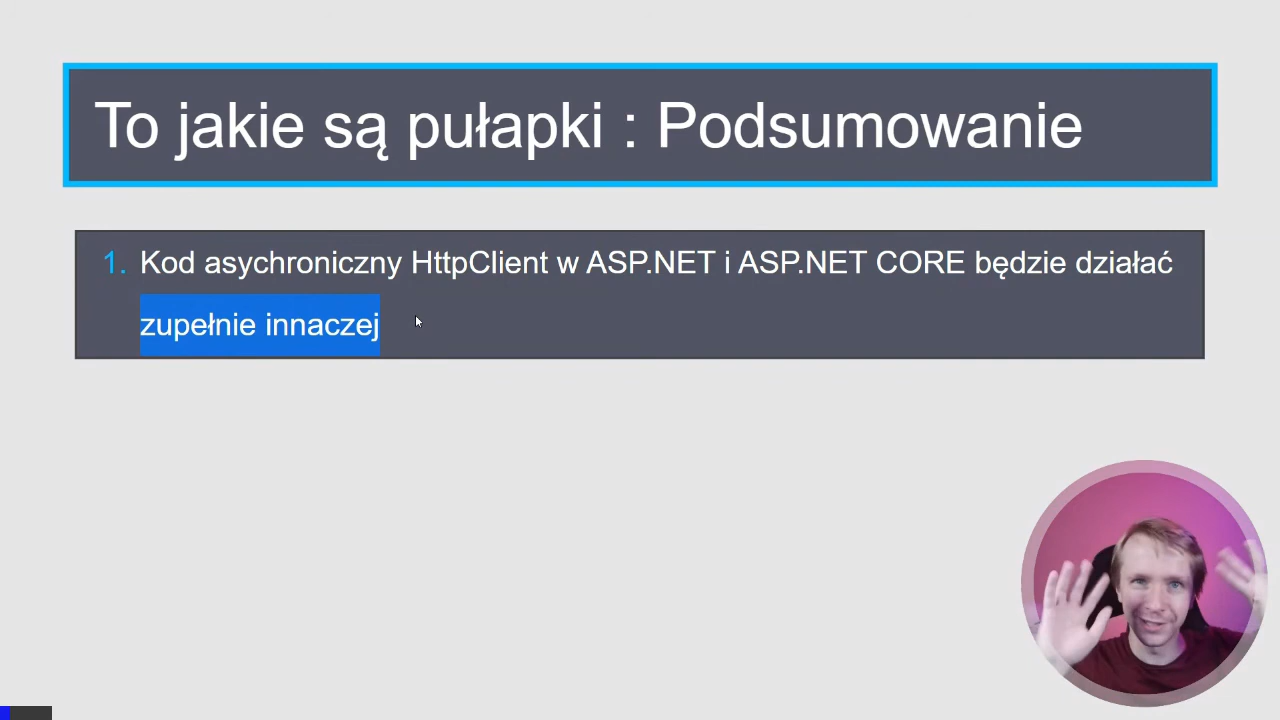 To jakie są pułapki : Podsumowanie
1. Kod asychroniczny HttpClient w ASP.NET i ASP.NET CORE będzie działać
zupełnie innaczej